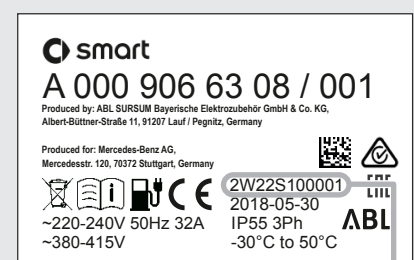 smart
A 000 906 63 08 / 001
Produced by: ABL SURSUM Bayerische Elektrozubehör GmbH & Co. KG,
Albert-Büttner-Straße 11, 91207 Lauf / Pegnitz, Germany
Produced for: Mercedes-Benz AG,
Mercedesstr. 120, 70372 Stuttgart, Germany
i CE 2W22S100001 EAC
2018-05-30
~220-240V 50Hz 32A IP55 3Ph ABL
~380-415V -30°C to 50°C